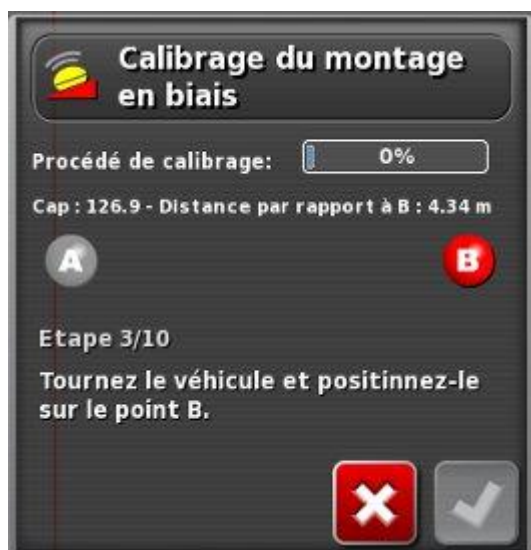 Calibrage du montage
en biais
Procédé de calibrage: 0%
Cap : 126.9 - Distance par rapport à B : 4.34 m
A B
Etape 3/10
Tournez le véhicule et positinnez-le
sur le point B.